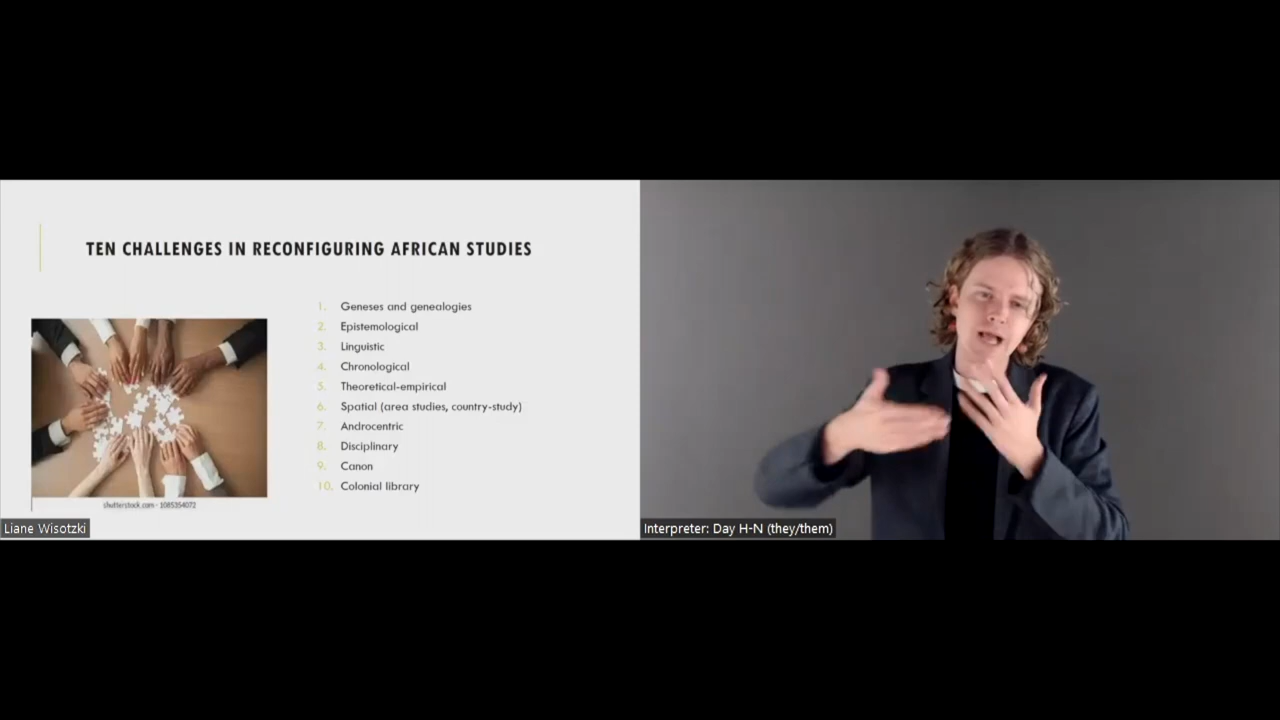 TEN CHALLENGES IN RECONFIGURING AFRICAN STUDIES
1. Geneses and genealogies
2. Epistemological
3. Linguistic
4. Chronological
5. Theoretical-empirical
6. Spatial (area studies, country-study)
7. Androcentric
8. Disciplinary
9. Canon
10. Colonial library
shutterstock.com · 1085354072
Liane Wisotzki
Interpreter: Day H-N (they/them)